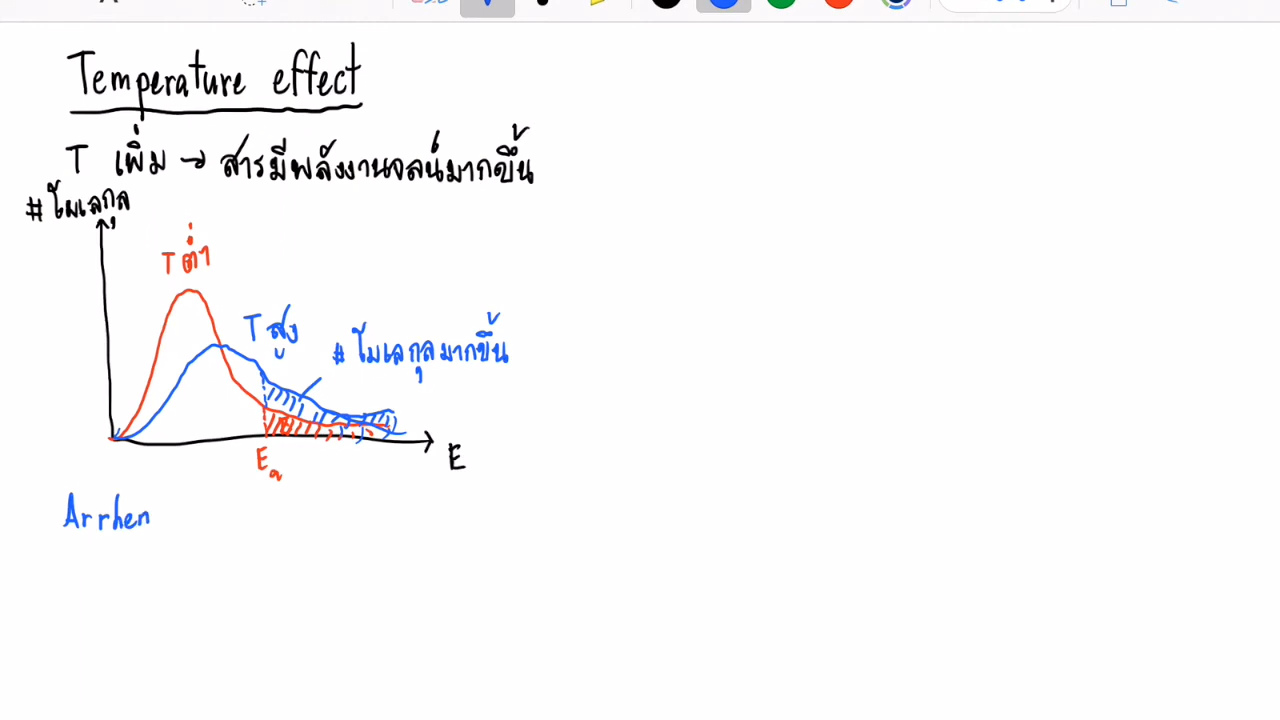 Temperature effect
T เพิ่ม → สารมีพลังงานจลน์มากขึ้น
#โมเลกุล
T ต่ำ
T สูง
# โมเลกุลมากขึ้น
Ea
E
Arrhen